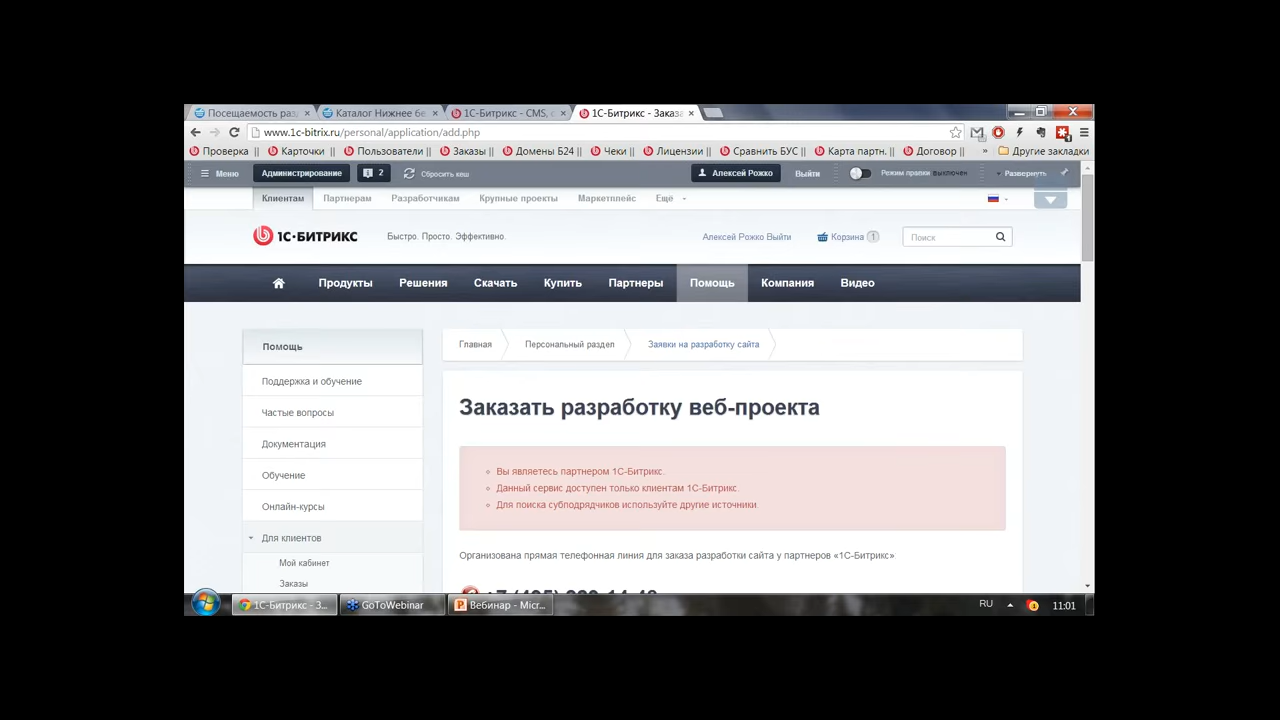 Посещаемость раз
Каталог Нижнее бе
1С-Битрикс - CMS, с
1С-Битрикс - Заказа
www.1c-bitrix.ru/personal/application/add.php
Проверка ||
Карточки ||
Пользователи ||
Заказы ||
Домены Б24 ||
Чеки ||
Лицензии ||
Сравнить БУС ||
Карта партн. ||
Договор ||
»
Другие закладки
Меню
Администрирование
2
Сбросить кеш
Алексей Рожко
Выйти
Режим правки выключен
Развернуть
Клиентам
Партнерам
Разработчикам
Крупные проекты
Маркетплейс
Ещё
1С·БИТРИКС
Быстро. Просто. Эффективно.
Алексей Рожко Выйти
Корзина 1
Поиск
Продукты
Решения
Скачать
Купить
Партнеры
Помощь
Компания
Видео
Помощь
Поддержка и обучение
Частые вопросы
Документация
Обучение
Онлайн-курсы
Для клиентов
Мой кабинет
Заказы
Главная
Персональный раздел
Заявки на разработку сайта
Заказать разработку веб-проекта
Вы являетесь партнером 1С-Битрикс.
Данный сервис доступен только клиентам 1С-Битрикс.
Для поиска субподрядчиков используйте другие источники.
Организована прямая телефонная линия для заказа разработки сайта у партнеров «1С-Битрикс»
1С-Битрикс - З...
GoToWebinar
Вебинар - Micr...
RU
11:01